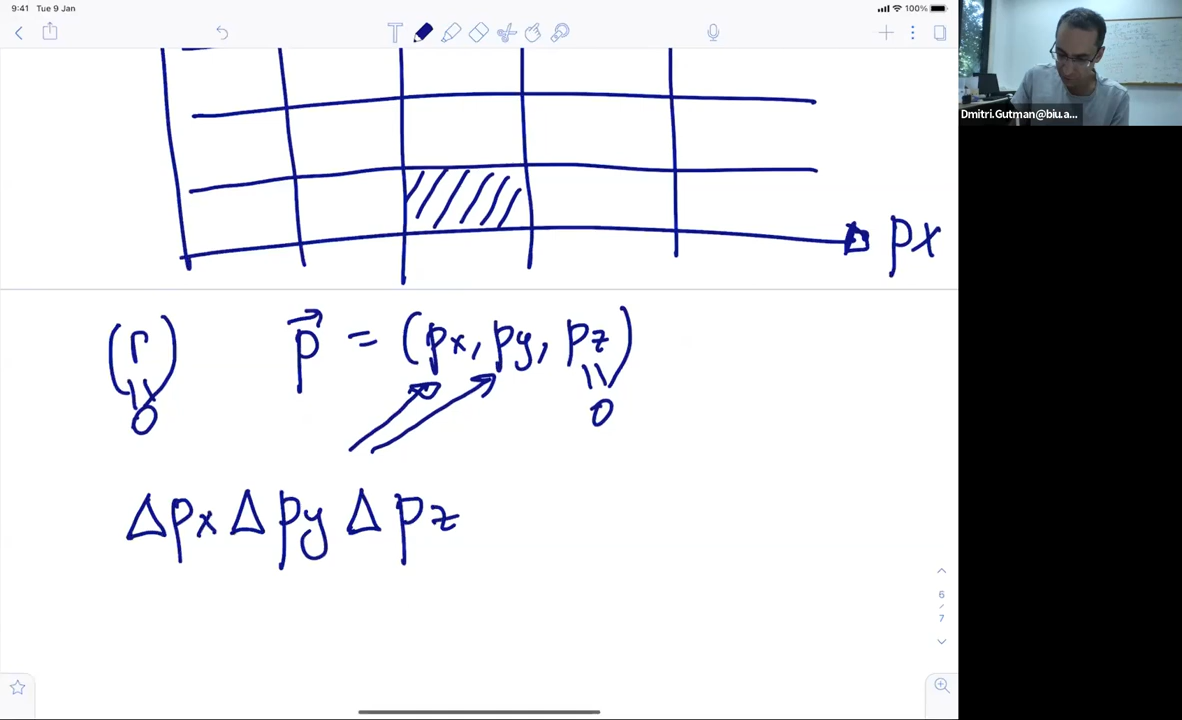 9:41 Tue 9 Jan
100%
T
Dmitri.Gutman@biu.a...
px
(r) p⃗ = (px, py, pz)
= =
0 0
Δpx Δpy Δpz
6
/
7